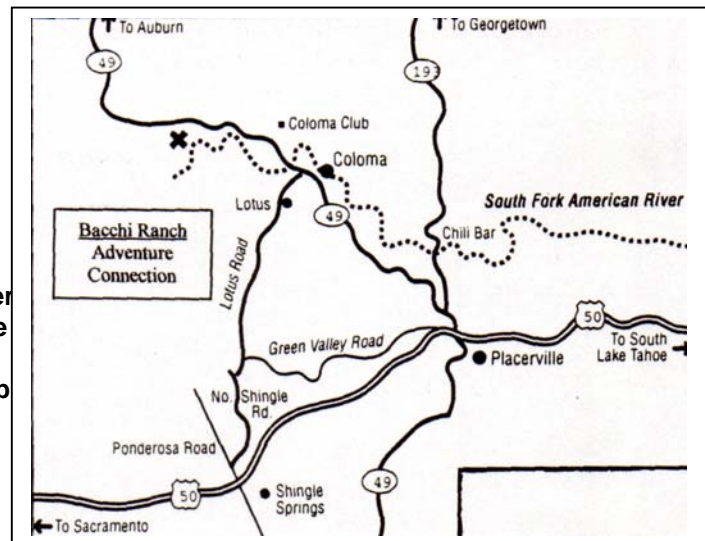 To Auburn
To Georgetown
49
193
Coloma Club
Coloma
South Fork American River
Lotus
49
Chili Bar
Bacchi Ranch
Adventure
Connection
Lotus Road
er
e
p
50
Green Valley Road
To South
Lake Tahoe
Placerville
No. Shingle
Rd.
Ponderosa Road
50
Shingle
Springs
49
To Sacramento